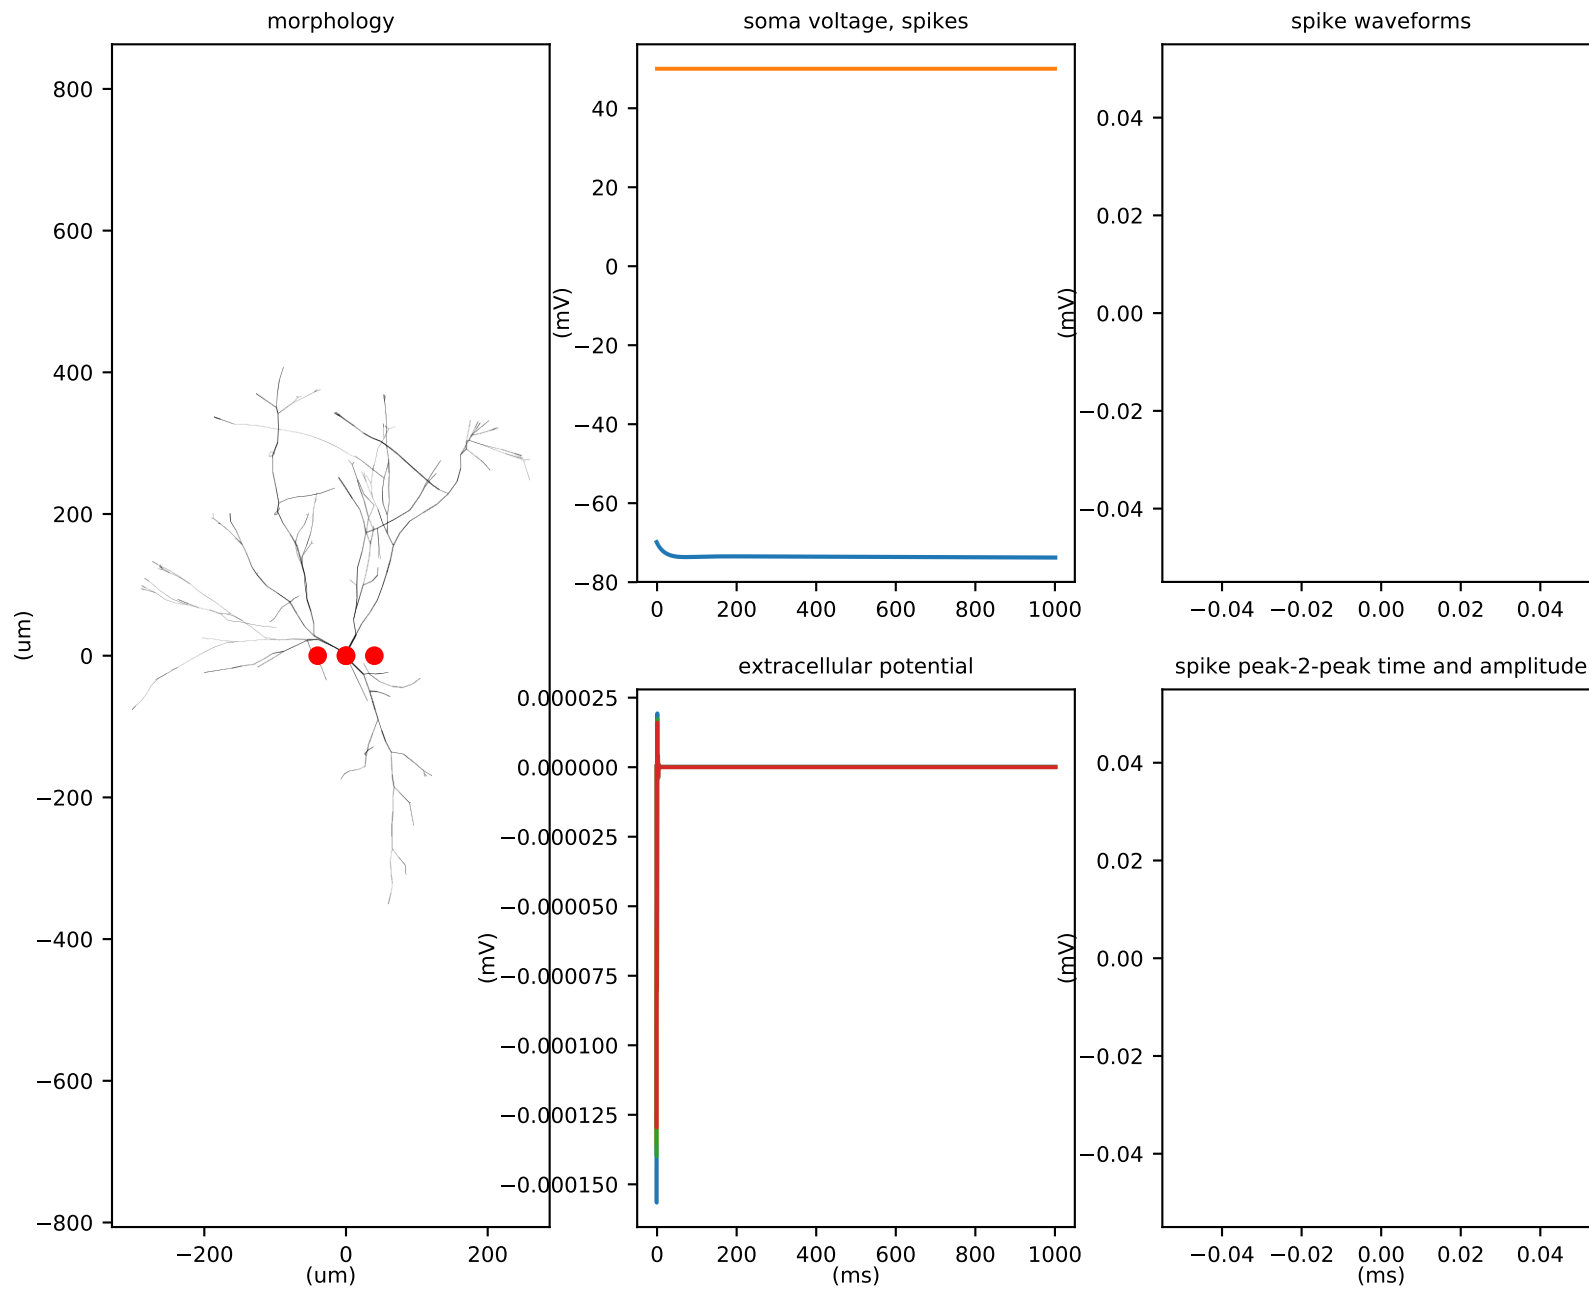 morphology
800
600
400
200
0
−200
−400
−600
−800
(um)
−200 0 200
(um)
soma voltage, spikes
40
20
0
−20
−40
−60
−80
(mV)
0 200 400 600 800 1000
spike waveforms
0.04
0.02
0.00
−0.02
−0.04
(mV)
−0.04 −0.02 0.00 0.02 0.04
extracellular potential
0.000025
0.000000
−0.000025
−0.000050
−0.000075
−0.000100
−0.000125
−0.000150
(mV)
0 200 400 600 800 1000
(ms)
spike peak-2-peak time and amplitude
0.04
0.02
0.00
−0.02
−0.04
(mV)
−0.04 −0.02 0.00 0.02 0.04
(ms)